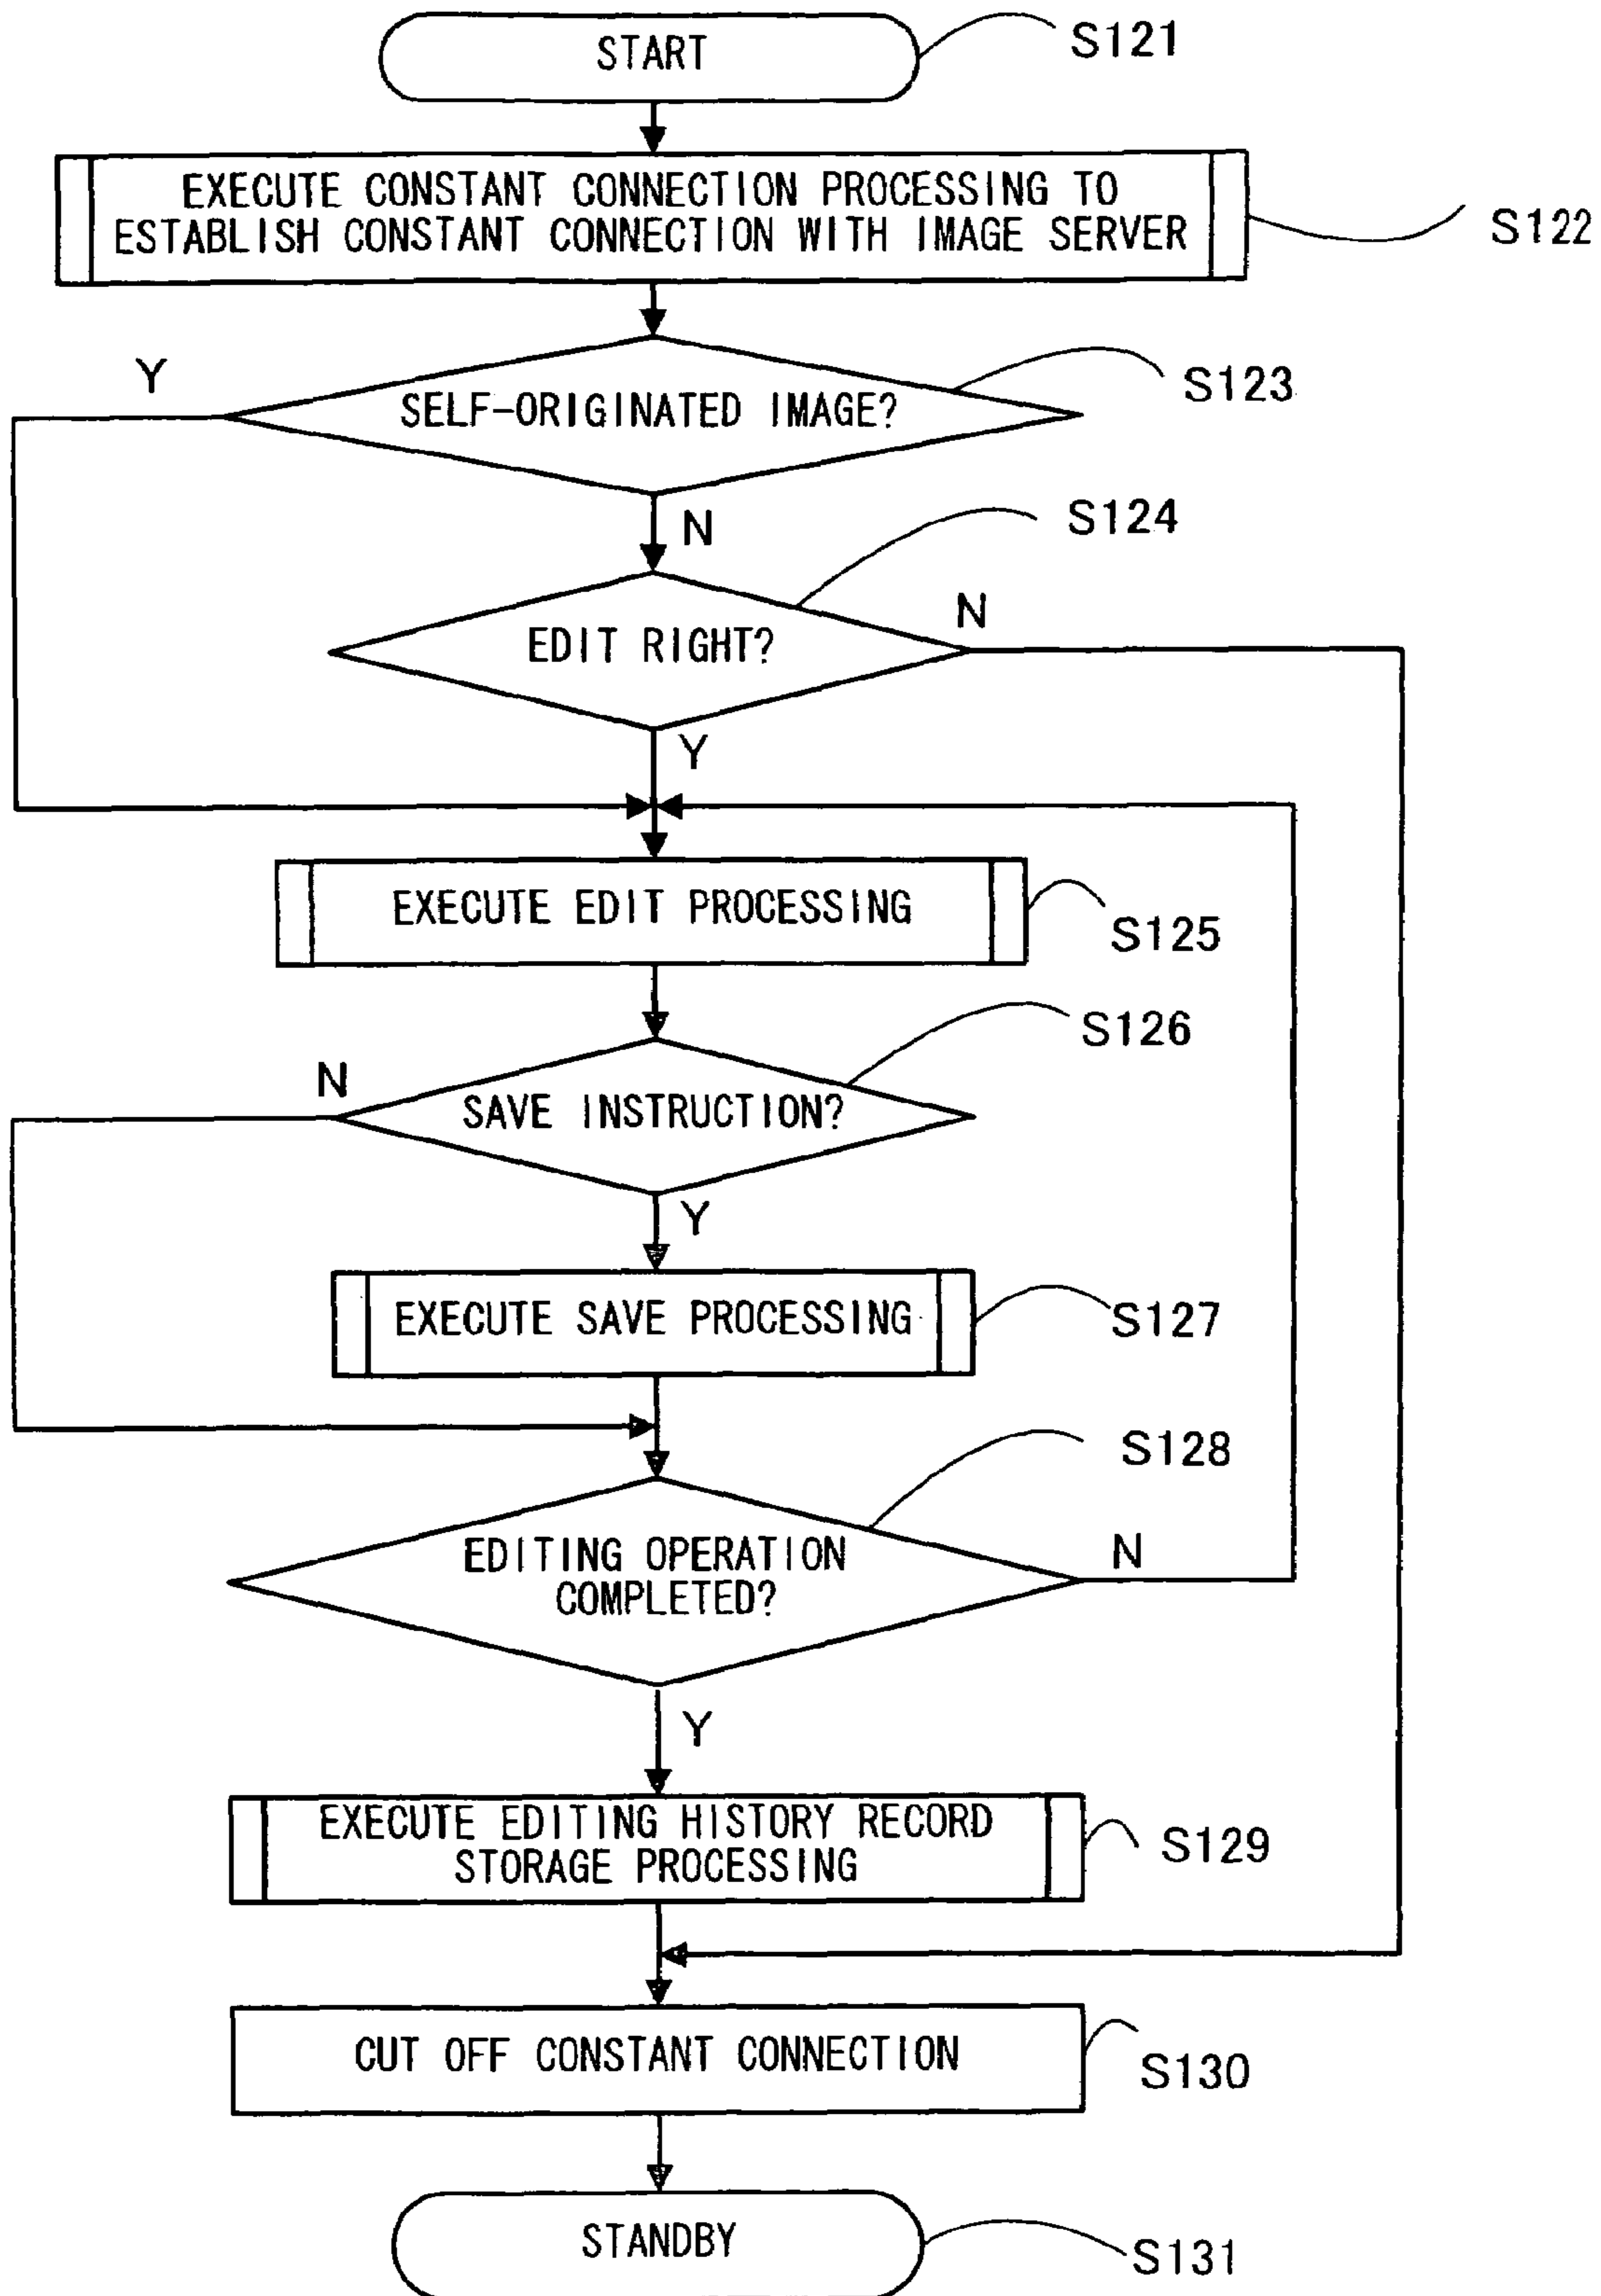 START
S121
EXECUTE CONSTANT CONNECTION PROCESSING TO
ESTABLISH CONSTANT CONNECTION WITH IMAGE SERVER
S122
Y
SELF-ORIGINATED IMAGE?
S123
N
S124
EDIT RIGHT?
N
Y
EXECUTE EDIT PROCESSING
S125
S126
N
SAVE INSTRUCTION?
Y
EXECUTE SAVE PROCESSING
S127
S128
EDITING OPERATION
COMPLETED?
N
Y
EXECUTE EDITING HISTORY RECORD
STORAGE PROCESSING
S129
CUT OFF CONSTANT CONNECTION
S130
STANDBY
S131